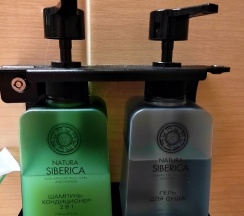 NATURA
SIBERICA
ШАМПУНЬ
КОНДИЦИОНЕР
2 В 1
NATURA
SIBERICA
ГЕЛЬ
ДЛЯ ДУША